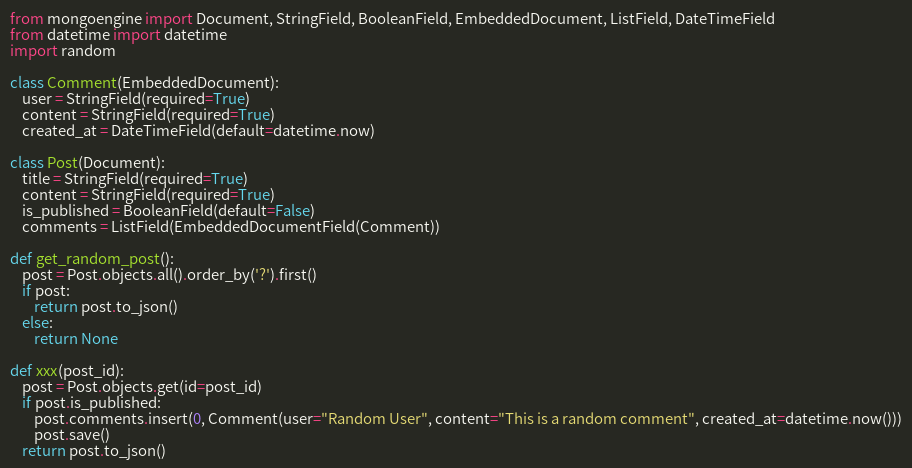 from mongoengine import Document, StringField, BooleanField, EmbeddedDocument, ListField, DateTimeField
from datetime import datetime
import random

class Comment(EmbeddedDocument):
    user = StringField(required=True)
    content = StringField(required=True)
    created_at = DateTimeField(default=datetime.now)

class Post(Document):
    title = StringField(required=True)
    content = StringField(required=True)
    is_published = BooleanField(default=False)
    comments = ListField(EmbeddedDocumentField(Comment))

def get_random_post():
    post = Post.objects.all().order_by('?').first()
    if post:
        return post.to_json()
    else:
        return None

def xxx(post_id):
    post = Post.objects.get(id=post_id)
    if post.is_published:
        post.comments.insert(0, Comment(user="Random User", content="This is a random comment", created_at=datetime.now()))
        post.save()
    return post.to_json()